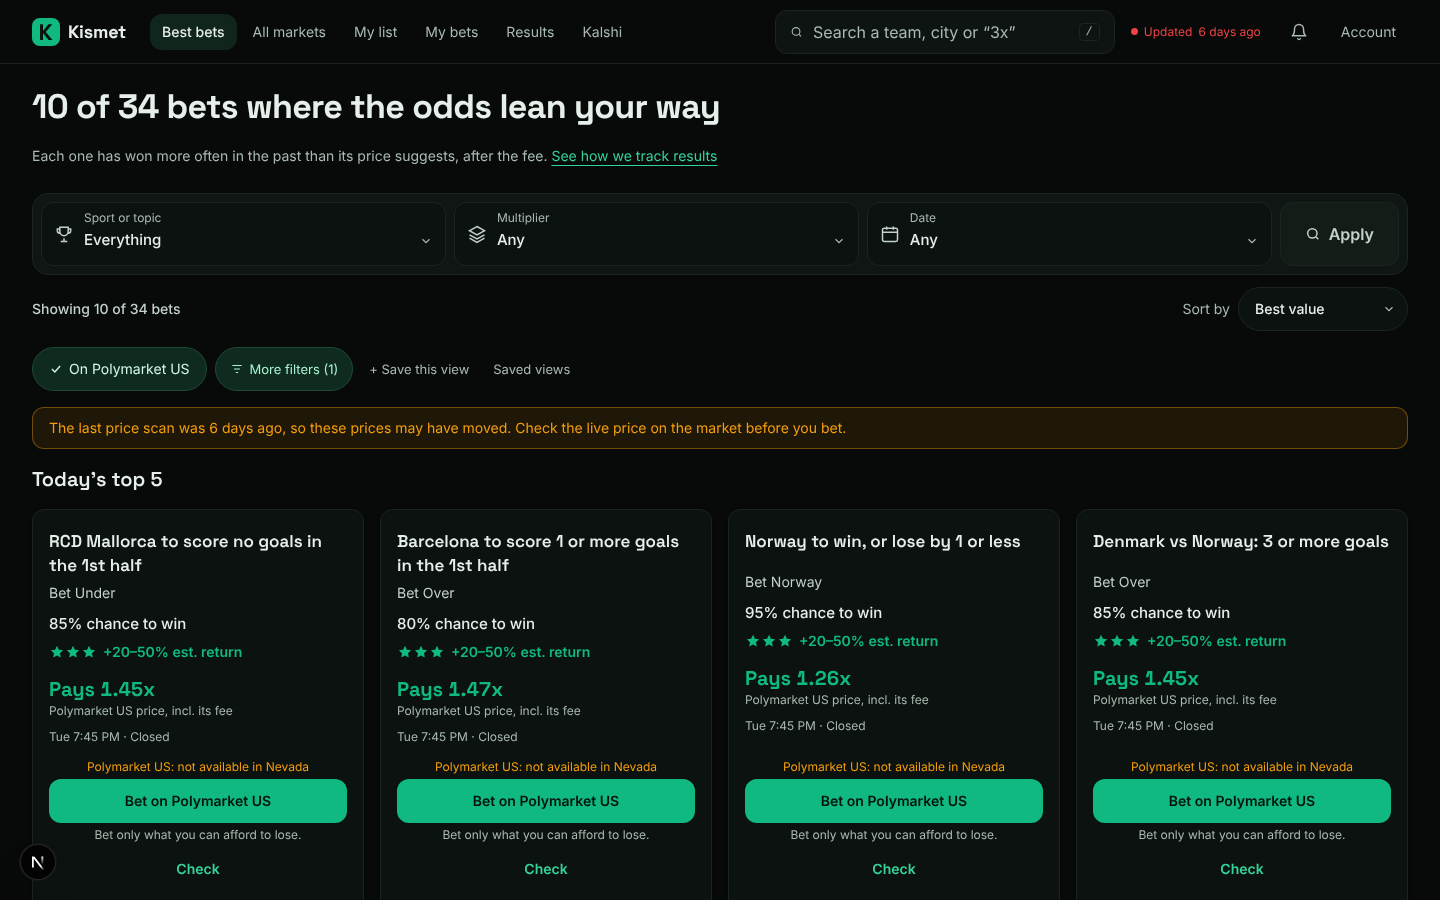 K Kismet
Best bets
All markets
My list
My bets
Results
Kalshi
Search a team, city or “3x”
/
Updated 6 days ago
Account
10 of 34 bets where the odds lean your way
Each one has won more often in the past than its price suggests, after the fee. See how we track results
Sport or topic
Everything
Multiplier
Any
Date
Any
Apply
Showing 10 of 34 bets
Sort by
Best value
On Polymarket US
More filters (1)
+ Save this view
Saved views
The last price scan was 6 days ago, so these prices may have moved. Check the live price on the market before you bet.
Today’s top 5
RCD Mallorca to score no goals in
the 1st half
Bet Under
85% chance to win
+20–50% est. return
Pays 1.45x
Polymarket US price, incl. its fee
Tue 7:45 PM · Closed
Polymarket US: not available in Nevada
Bet on Polymarket US
Bet only what you can afford to lose.
Check
Barcelona to score 1 or more goals
in the 1st half
Bet Over
80% chance to win
+20–50% est. return
Pays 1.47x
Polymarket US price, incl. its fee
Tue 7:45 PM · Closed
Polymarket US: not available in Nevada
Bet on Polymarket US
Bet only what you can afford to lose.
Check
Norway to win, or lose by 1 or less
Bet Norway
95% chance to win
+20–50% est. return
Pays 1.26x
Polymarket US price, incl. its fee
Tue 7:45 PM · Closed
Polymarket US: not available in Nevada
Bet on Polymarket US
Bet only what you can afford to lose.
Check
Denmark vs Norway: 3 or more goals
Bet Over
85% chance to win
+20–50% est. return
Pays 1.45x
Polymarket US price, incl. its fee
Tue 7:45 PM · Closed
Polymarket US: not available in Nevada
Bet on Polymarket US
Bet only what you can afford to lose.
Check
N